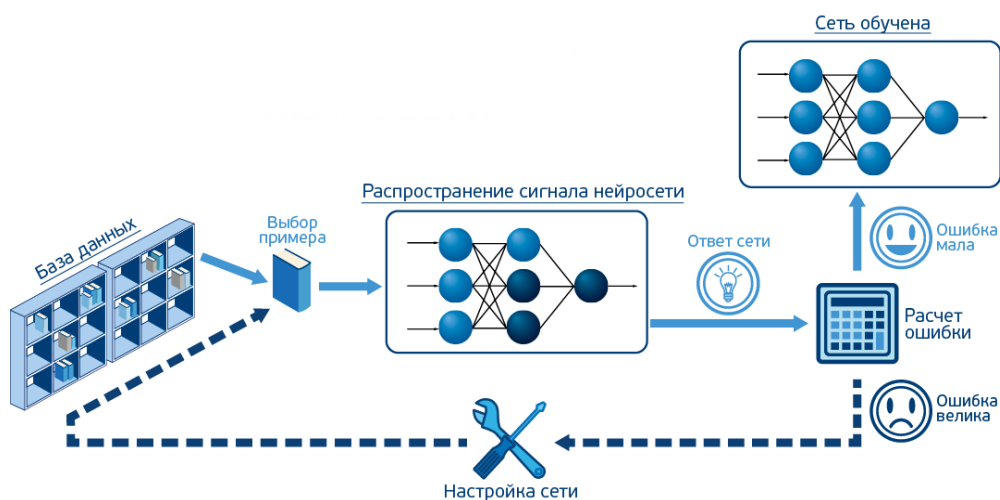 Сеть обучена
Распространение сигнала нейросети
База данных
Выбор
примера
Ответ сети
Ошибка
мала
Расчет
ошибки
Ошибка
велика
Настройка сети